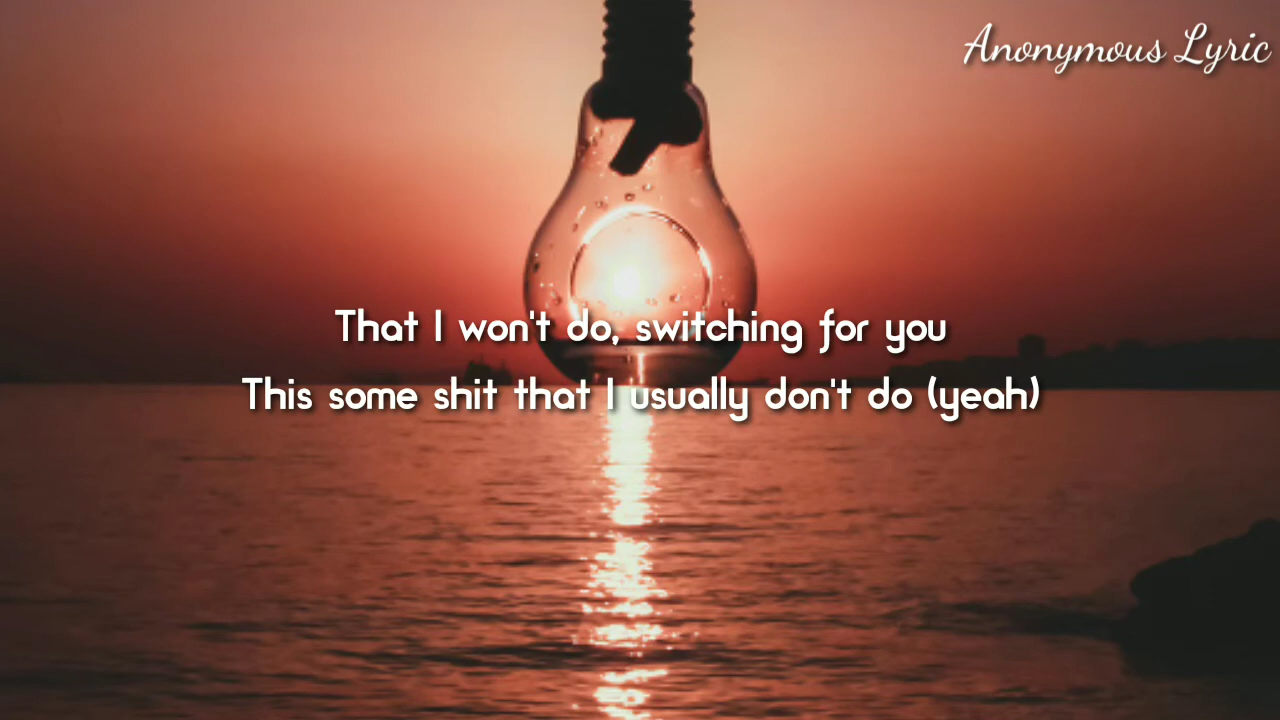 Anonymous Lyric
That I won't do, switching for you
This some shit that I usually don't do (yeah)